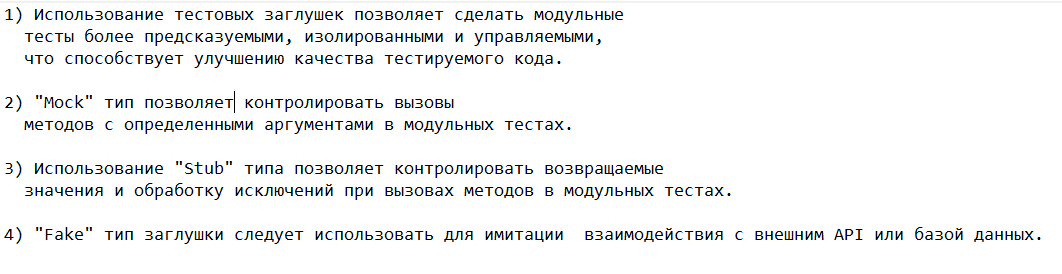 1) Использование тестовых заглушек позволяет сделать модульные
тесты более предсказуемыми, изолированными и управляемыми,
что способствует улучшению качества тестируемого кода.
2) "Mock" тип позволяет контролировать вызовы
методов с определенными аргументами в модульных тестах.
3) Использование "Stub" типа позволяет контролировать возвращаемые
значения и обработку исключений при вызовах методов в модульных тестах.
4) "Fake" тип заглушки следует использовать для имитации  взаимодействия с внешним API или базой данных.